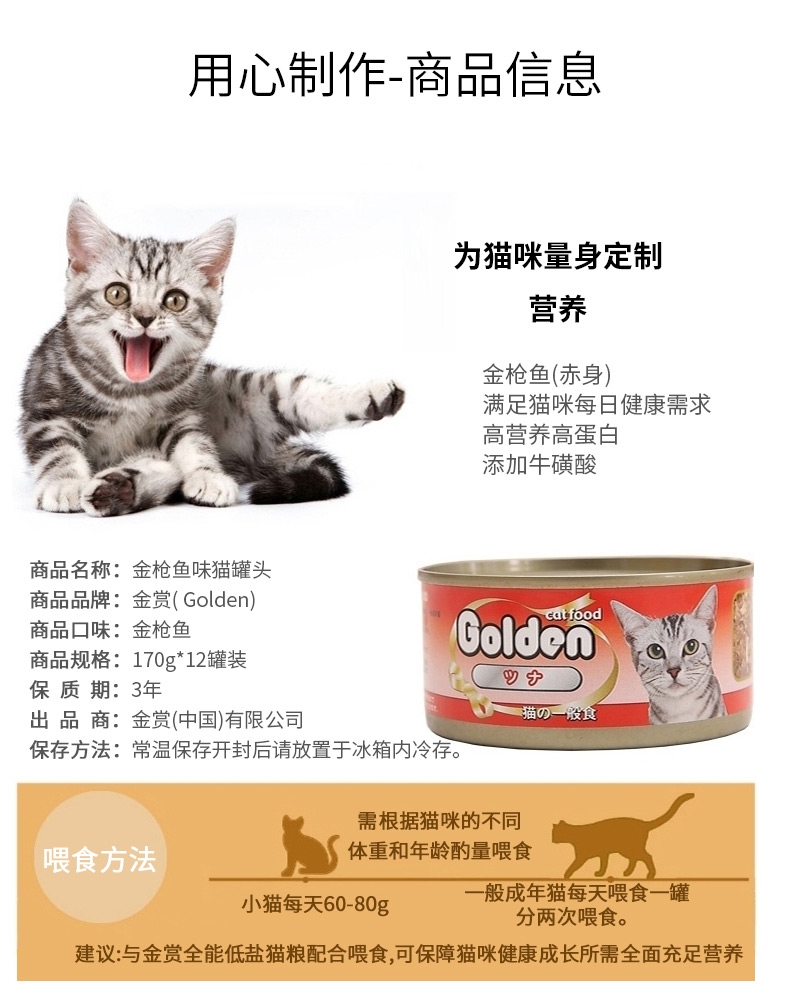 用心制作-商品信息
为猫咪量身定制
营养
金枪鱼(赤身)
满足猫咪每日健康需求
高营养高蛋白
添加牛磺酸
商品名称：金枪鱼味猫罐头
商品品牌：金赏( Golden)
商品口味：金枪鱼
商品规格：170g*12罐装
保 质 期：3年
出 品 商：金赏(中国)有限公司
保存方法：常温保存开封后请放置于冰箱内冷存。
cat food
Golden
ツナ
猫の一般食
喂食方法
需根据猫咪的不同
体重和年龄酌量喂食
小猫每天60-80g
一般成年猫每天喂食一罐
分两次喂食。
建议:与金赏全能低盐猫粮配合喂食,可保障猫咪健康成长所需全面充足营养